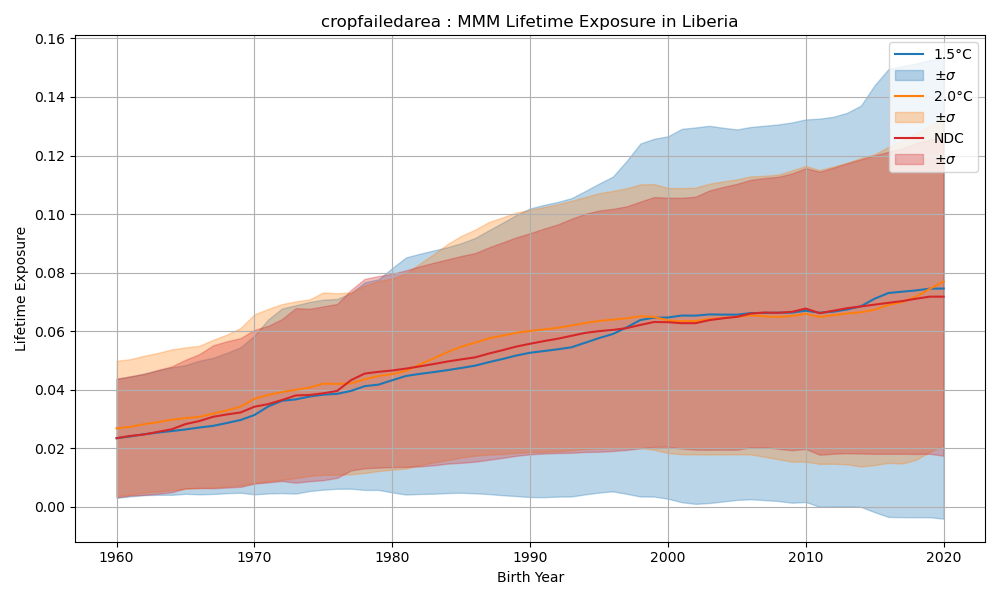 cropfailedarea : MMM Lifetime Exposure in Liberia
0.16
0.14
0.12
0.10
0.08
0.06
0.04
0.02
0.00
Lifetime Exposure
1.5°C
±σ
2.0°C
±σ
NDC
±σ
1960 1970 1980 1990 2000 2010 2020
Birth Year